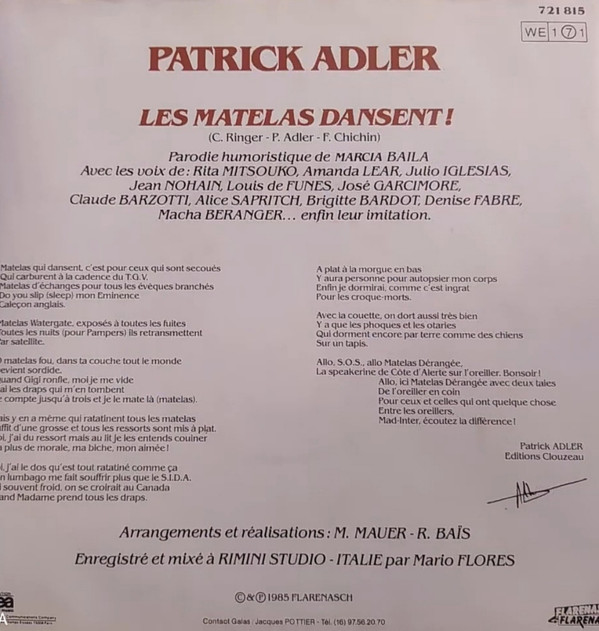 721 815
WE 1 7 1
PATRICK ADLER
LES MATELAS DANSENT!
(C. Ringer - P. Adler - F. Chichin)
Parodie humoristique de MARCIA BAILA
Avec les voix de: Rita MITSOUKO, Amanda LEAR, Julio IGLESIAS,
Jean NOHAIN, Louis de FUNES, José GARCIMORE,
Claude BARZOTTI, Alice SAPRITCH, Brigitte BARDOT, Denise FABRE,
Macha BERANGER... enfin leur imitation.
Matelas qui dansent, c'est pour ceux qui sont secoués
Qui carburent à la cadence du T.G.V.
Matelas d'échanges pour tous les évêques branchés
Do you slip (sleep) mon Eminence
Caleçon anglais.
Matelas Watergate, exposés à toutes les fuites
Toutes les nuits (pour Pampers) ils retransmettent
Par satellite.
matelas fou, dans ta couche tout le monde
devient sordide.
Quand Gigi ronfle, moi je me vide
ai les draps qui m'en tombent
e compte jusqu'à trois et je le mate là (matelas).
ais y en a même qui ratatinent tous les matelas
uffit d'une grosse et tous les ressorts sont mis à plat.
oi, j'ai du ressort mais au lit je les entends couiner
a plus de morale, ma biche, mon aimée!
oi, j'ai le dos qu'est tout ratatiné comme ça
n lumbago me fait souffrir plus que le S.I.D.A.
i souvent froid, on se croirait au Canada
and Madame prend tous les draps.
A plat à la morgue en bas
Y aura personne pour autopsier mon corps
Enfin je dormirai, comme c'est ingrat
Pour les croque-morts.
Avec la couette, on dort aussi très bien
Y a que les phoques et les otaries
Qui dorment encore par terre comme des chiens
Sur un tapis.
Allo, S.O.S., allo Matelas Dérangée,
La speakerine de Côte d'Alerte sur l'oreiller. Bonsoir!
Allo, ici Matelas Dérangée avec deux tales
De l'oreiller en coin
Pour ceux et celles qui ont quelque chose
Entre les oreillers,
Mad-Inter, écoutez la différence!
Patrick ADLER
Editions Clouzeau
Arrangements et réalisations: M. MAUER - R. BAÏS
Enregistré et mixé à RIMINI STUDIO - ITALIE par Mario FLORES
© & Ⓟ 1985 FLARENASCH
Contact Galas: Jacques POTTIER - Tél. (16) 97.56.20.70